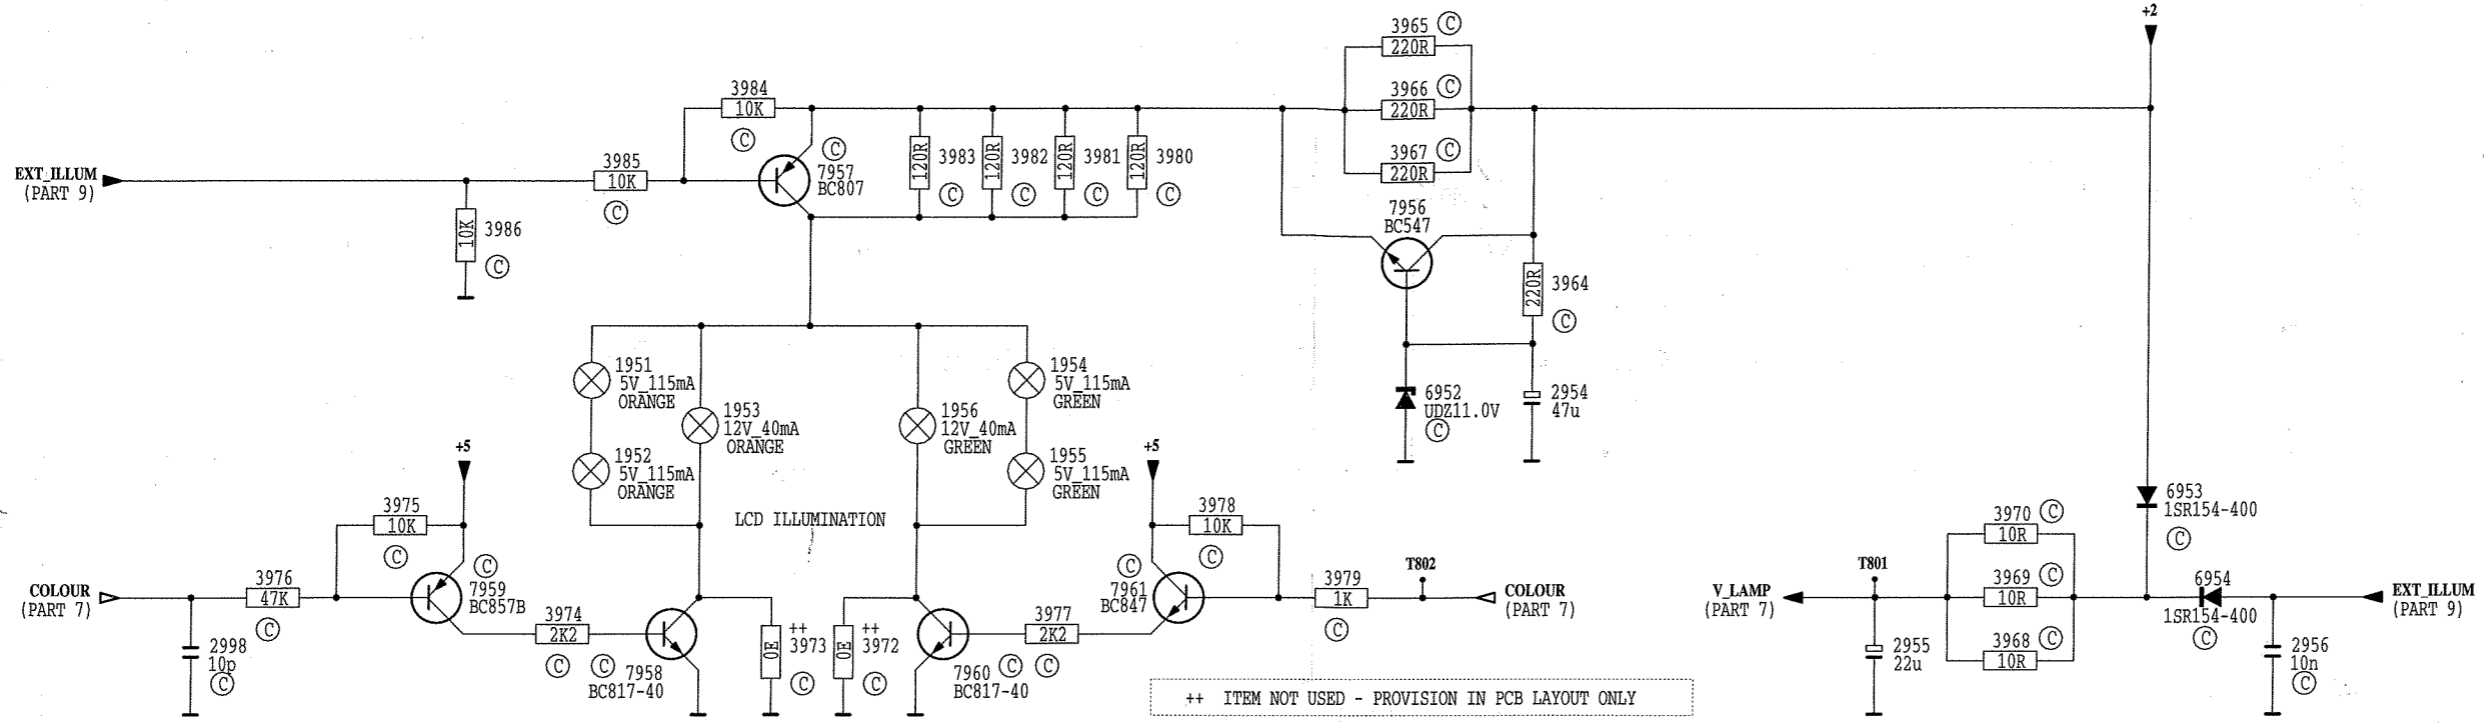 +2
3965 C
220R
3966 C
220R
3967 C
220R
3984
10K
C
C
7957
BC807
120R 3983 C
120R 3982 C
120R 3981 C
120R 3980 C
3985
10K
C
EXT_ILLUM
(PART 9)
10K 3986
C
7956
BC547
220R 3964
C
1951
5V_115mA
ORANGE
1953
12V_40mA
ORANGE
1952
5V_115mA
ORANGE
1956
12V_40mA
GREEN
1954
5V_115mA
GREEN
1955
5V_115mA
GREEN
6952
UDZ11.0V
C
2954
47u
+5
3975
10K
C
LCD ILLUMINATION
+5
3978
10K
C
6953
1SR154-400
C
COLOUR
(PART 7)
3976
47K
C
C
7959
BC857B
3974
2K2
C
C
7958
BC817-40
2998
10p
C
0E
++
3973
C
0E
++
3972
C
7960
BC817-40
C
3977
2K2
C
C
7961
BC847
3979
1K
C
T802
COLOUR
(PART 7)
V_LAMP
(PART 7)
T801
3970 C
10R
3969 C
10R
3968 C
10R
2955
22u
6954
1SR154-400
C
EXT_ILLUM
(PART 9)
2956
10n
C
++ ITEM NOT USED - PROVISION IN PCB LAYOUT ONLY